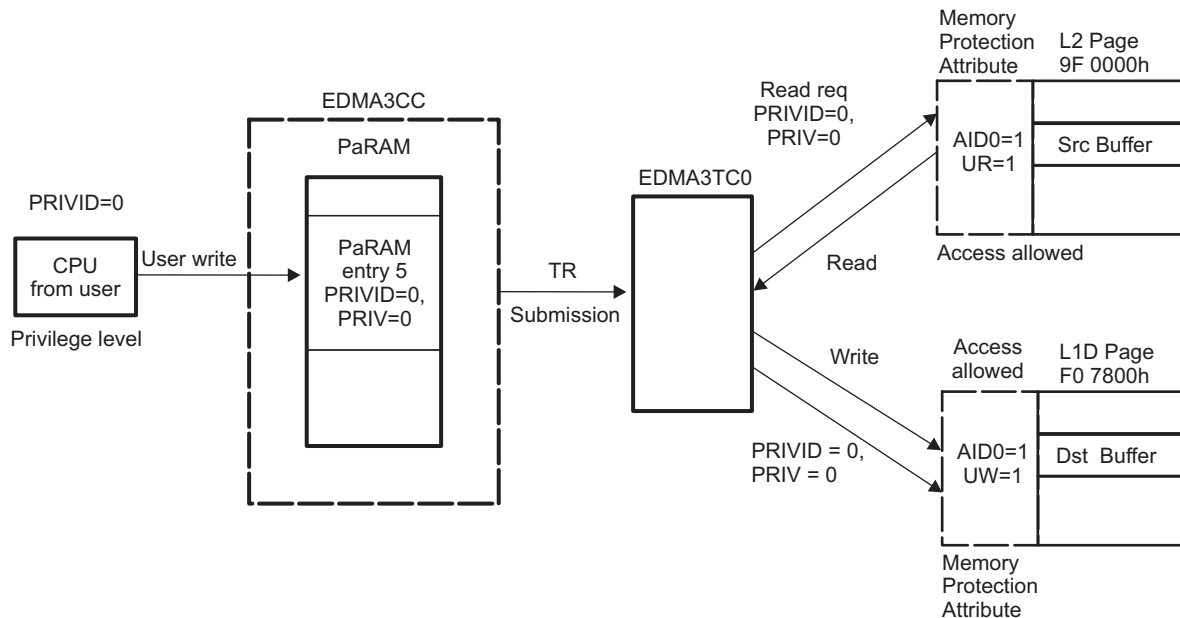 EDMA3CC
PaRAM
PRIVID=0
CPU
from user
Privilege level
User write
PaRAM
entry 5
PRIVID=0,
PRIV=0
TR
Submission
EDMA3TC0
Read req
PRIVID=0,
PRIV=0
Read
Memory
Protection
Attribute
L2 Page
9F 0000h
AID0=1
UR=1
Src Buffer
Access allowed
Write
PRIVID = 0,
PRIV = 0
Access
allowed
L1D Page
F0 7800h
AID0=1
UW=1
Dst Buffer
Memory
Protection
Attribute